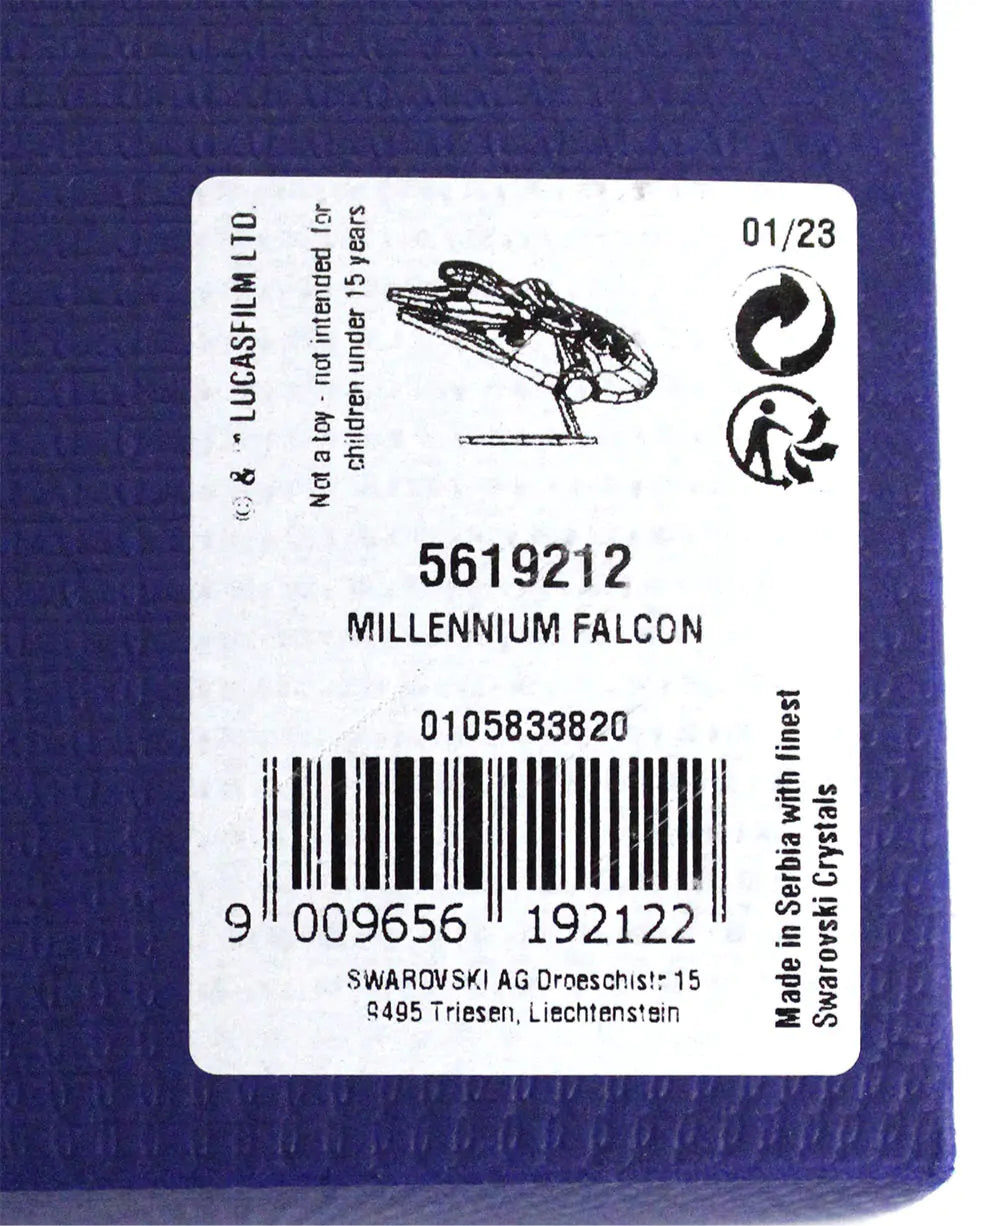 © & ™ LUCASFILM LTD.
Not a toy - not intended for
children under 15 years
01/23
5619212
MILLENNIUM FALCON
0105833820
9 009656 192122
SWAROVSKI AG Droeschistr. 15
9495 Triesen, Liechtenstein
Made in Serbia with finest
Swarovski Crystals